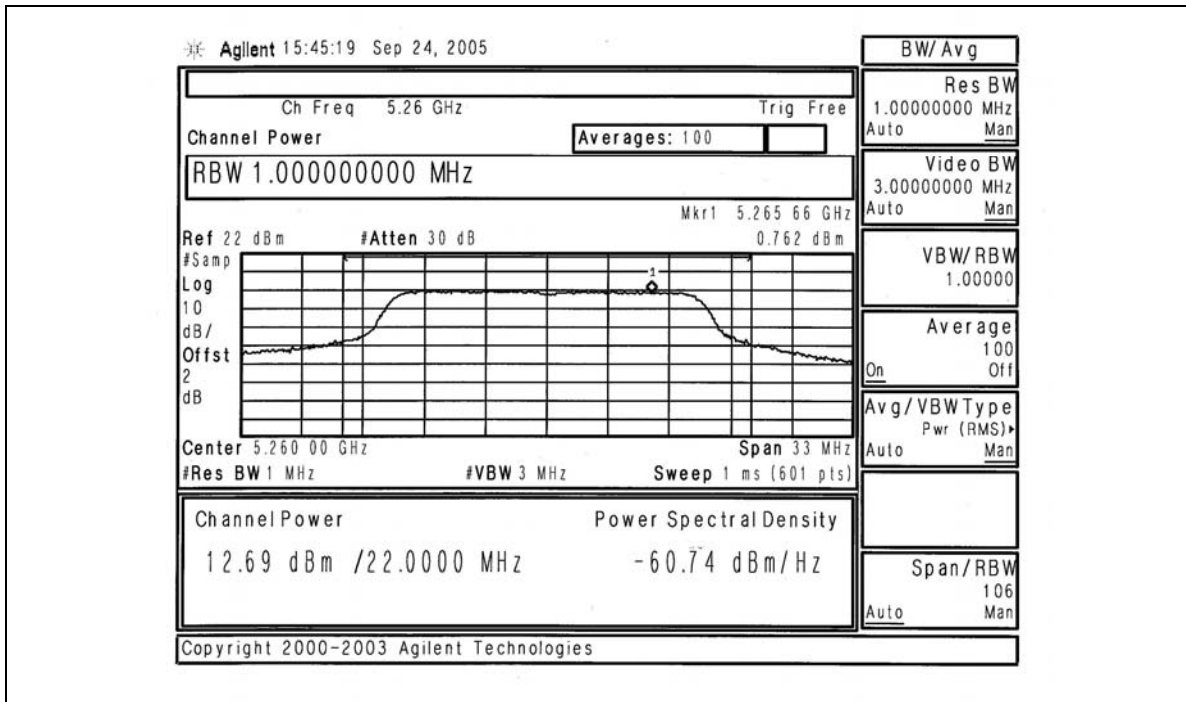 Agilent 15:45:19 Sep 24, 2005
Ch Freq 5.26 GHz Trig Free
Channel Power Averages: 100
RBW 1.000000000 MHz
Mkr1 5.265 66 GHz
Ref 22 dBm #Atten 30 dB 0.762 dBm
#Samp
Log
10
dB/
Offst
2
dB
1
Center 5.260 00 GHz Span 33 MHz
#Res BW 1 MHz #VBW 3 MHz Sweep 1 ms (601 pts)
Channel Power Power Spectral Density
12.69 dBm /22.0000 MHz -60.74 dBm/Hz
Copyright 2000-2003 Agilent Technologies
BW/Avg
Res BW
1.00000000 MHz
Auto Man
Video BW
3.00000000 MHz
Auto Man
VBW/RBW
1.00000
Average
100
On Off
Avg/VBW Type
Pwr (RMS)
Auto Man
Span/RBW
106
Auto Man